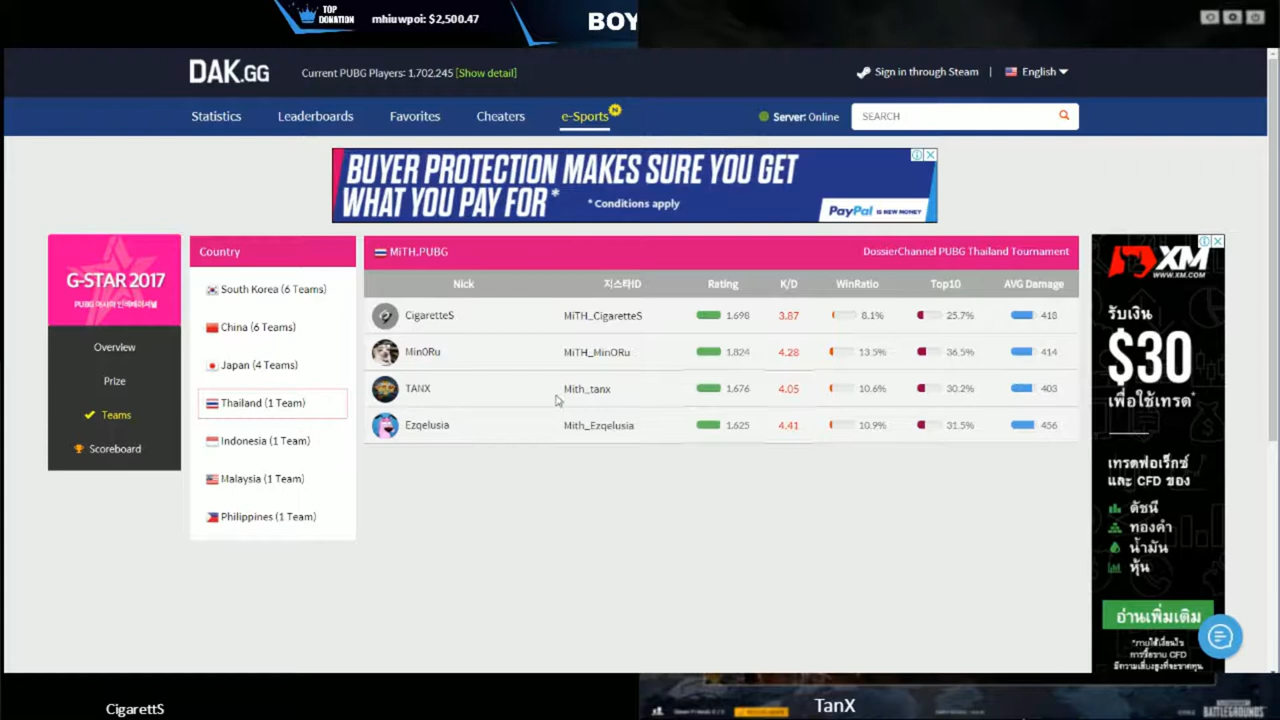 TOP
DONATION
mhiuwpoi: $2,500.47
BOY
DAK.GG
Current PUBG Players: 1,702,245 [Show detail]
Sign in through Steam | English
Statistics Leaderboards Favorites Cheaters e-Sports N
Server: Online
SEARCH
BUYER PROTECTION MAKES SURE YOU GET
WHAT YOU PAY FOR* *Conditions apply
PayPal IS NEW MONEY
G-STAR 2017
Overview
Prize
Teams
Scoreboard
Country
South Korea (6 Teams)
China (6 Teams)
Japan (4 Teams)
Thailand (1 Team)
Indonesia (1 Team)
Malaysia (1 Team)
Philippines (1 Team)
MiTH.PUBG DossierChannel PUBG Thailand Tournament
Nick 지스타ID Rating K/D WinRatio Top10 AVG Damage
CigaretteS MiTH_CigaretteS 1,698 3.87 8.1% 25.7% 418
MinORu MiTH_MinORu 1,824 4.28 13.5% 36.5% 414
TANX Mith_tanx 1,676 4.05 10.6% 30.2% 403
Ezqelusia Mith_Ezqelusia 1,625 4.41 10.9% 31.5% 456
XM
WWW.XM.COM
รับเงิน
$30
เพื่อใช้เทรด*
เทรดฟอเร็กซ์
และ CFD ของ
ดัชนี
ทองคำ
น้ำมัน
หุ้น
อ่านเพิ่มเติม
CigarettS
TanX
BATTLEGROUNDS